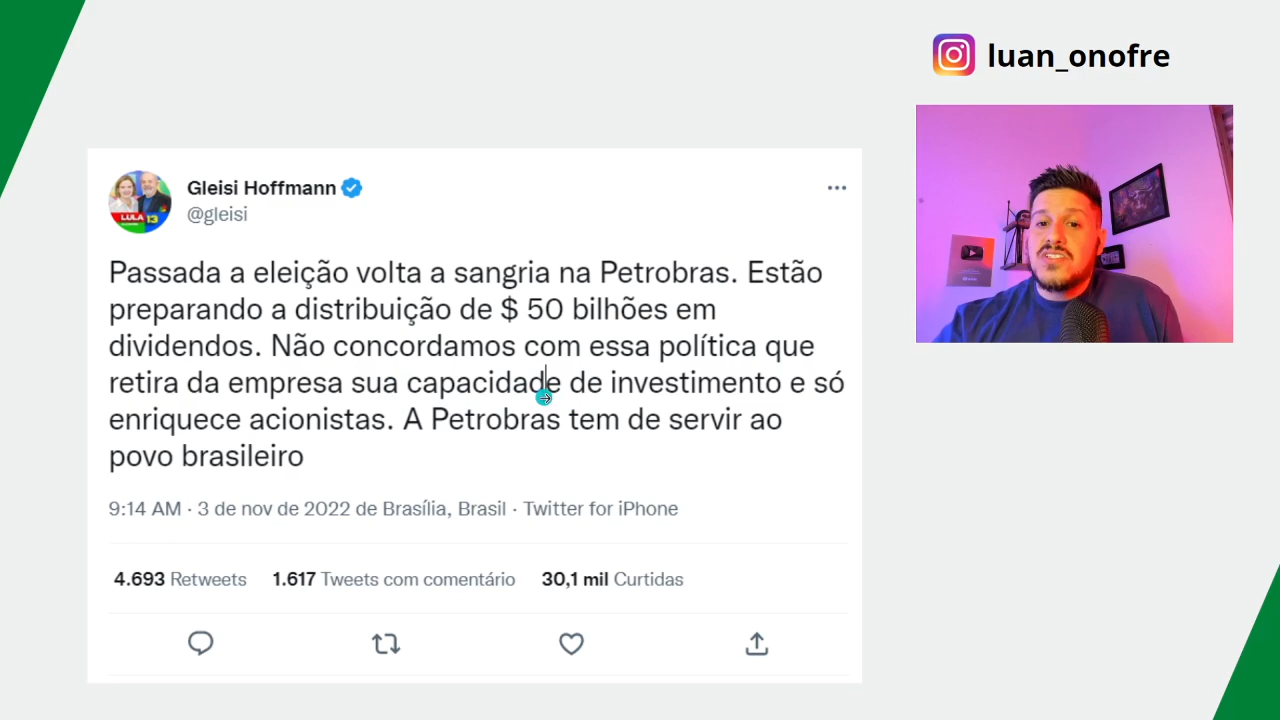 luan_onofre
Gleisi Hoffmann
@gleisi
LULA 13
Passada a eleição volta a sangria na Petrobras. Estão
preparando a distribuição de $ 50 bilhões em
dividendos. Não concordamos com essa política que
retira da empresa sua capacidade de investimento e só
enriquece acionistas. A Petrobras tem de servir ao
povo brasileiro
9:14 AM · 3 de nov de 2022 de Brasília, Brasil · Twitter for iPhone
4.693 Retweets 1.617 Tweets com comentário 30,1 mil Curtidas